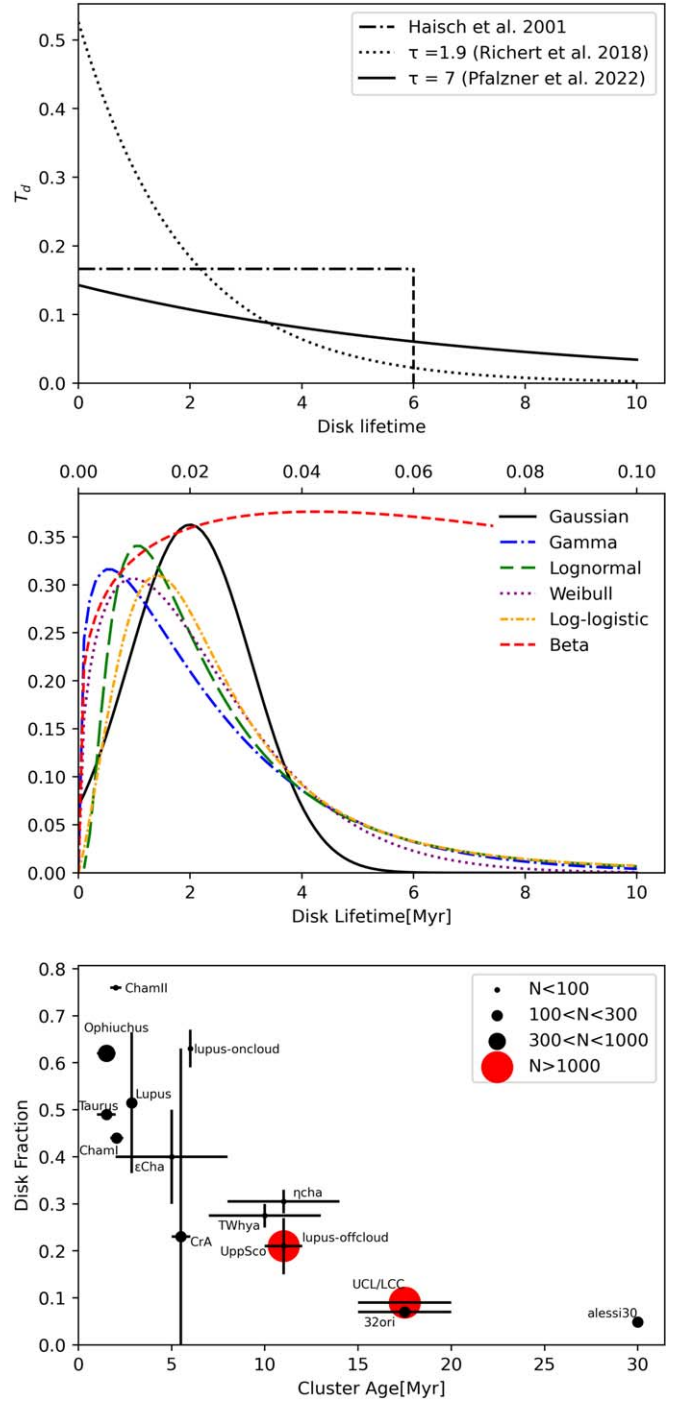 Haisch et al. 2001
τ =1.9 (Richert et al. 2018)
τ = 7 (Pfalzner et al. 2022)
0.5
0.4
0.3
0.2
0.1
0.0
T_d
0 2 4 6 8 10
Disk lifetime
0.00 0.02 0.04 0.06 0.08 0.10
Gaussian
Gamma
Lognormal
Weibull
Log-logistic
Beta
0.35
0.30
0.25
0.20
0.15
0.10
0.05
0.00
0 2 4 6 8 10
Disk Lifetime[Myr]
0.8
0.7
0.6
0.5
0.4
0.3
0.2
0.1
0.0
Disk Fraction
N<100
100<N<300
300<N<1000
N>1000
ChamII
Ophiuchus
lupus-oncloud
Taurus
Lupus
ChamI
εCha
ηcha
TWhya
CrA
UppSco
lupus-offcloud
UCL/LCC
32ori
alessi30
0 5 10 15 20 25 30
Cluster Age[Myr]